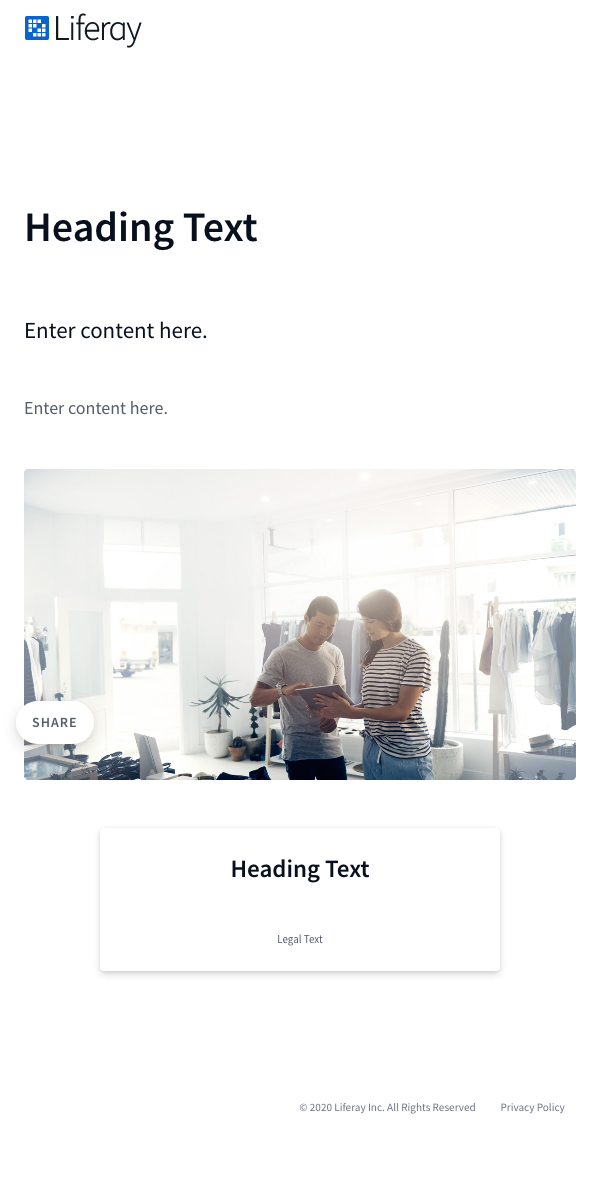 Liferay
Heading Text
Enter content here.
Enter content here.
SHARE
Heading Text
Legal Text
© 2020 Liferay Inc. All Rights Reserved Privacy Policy